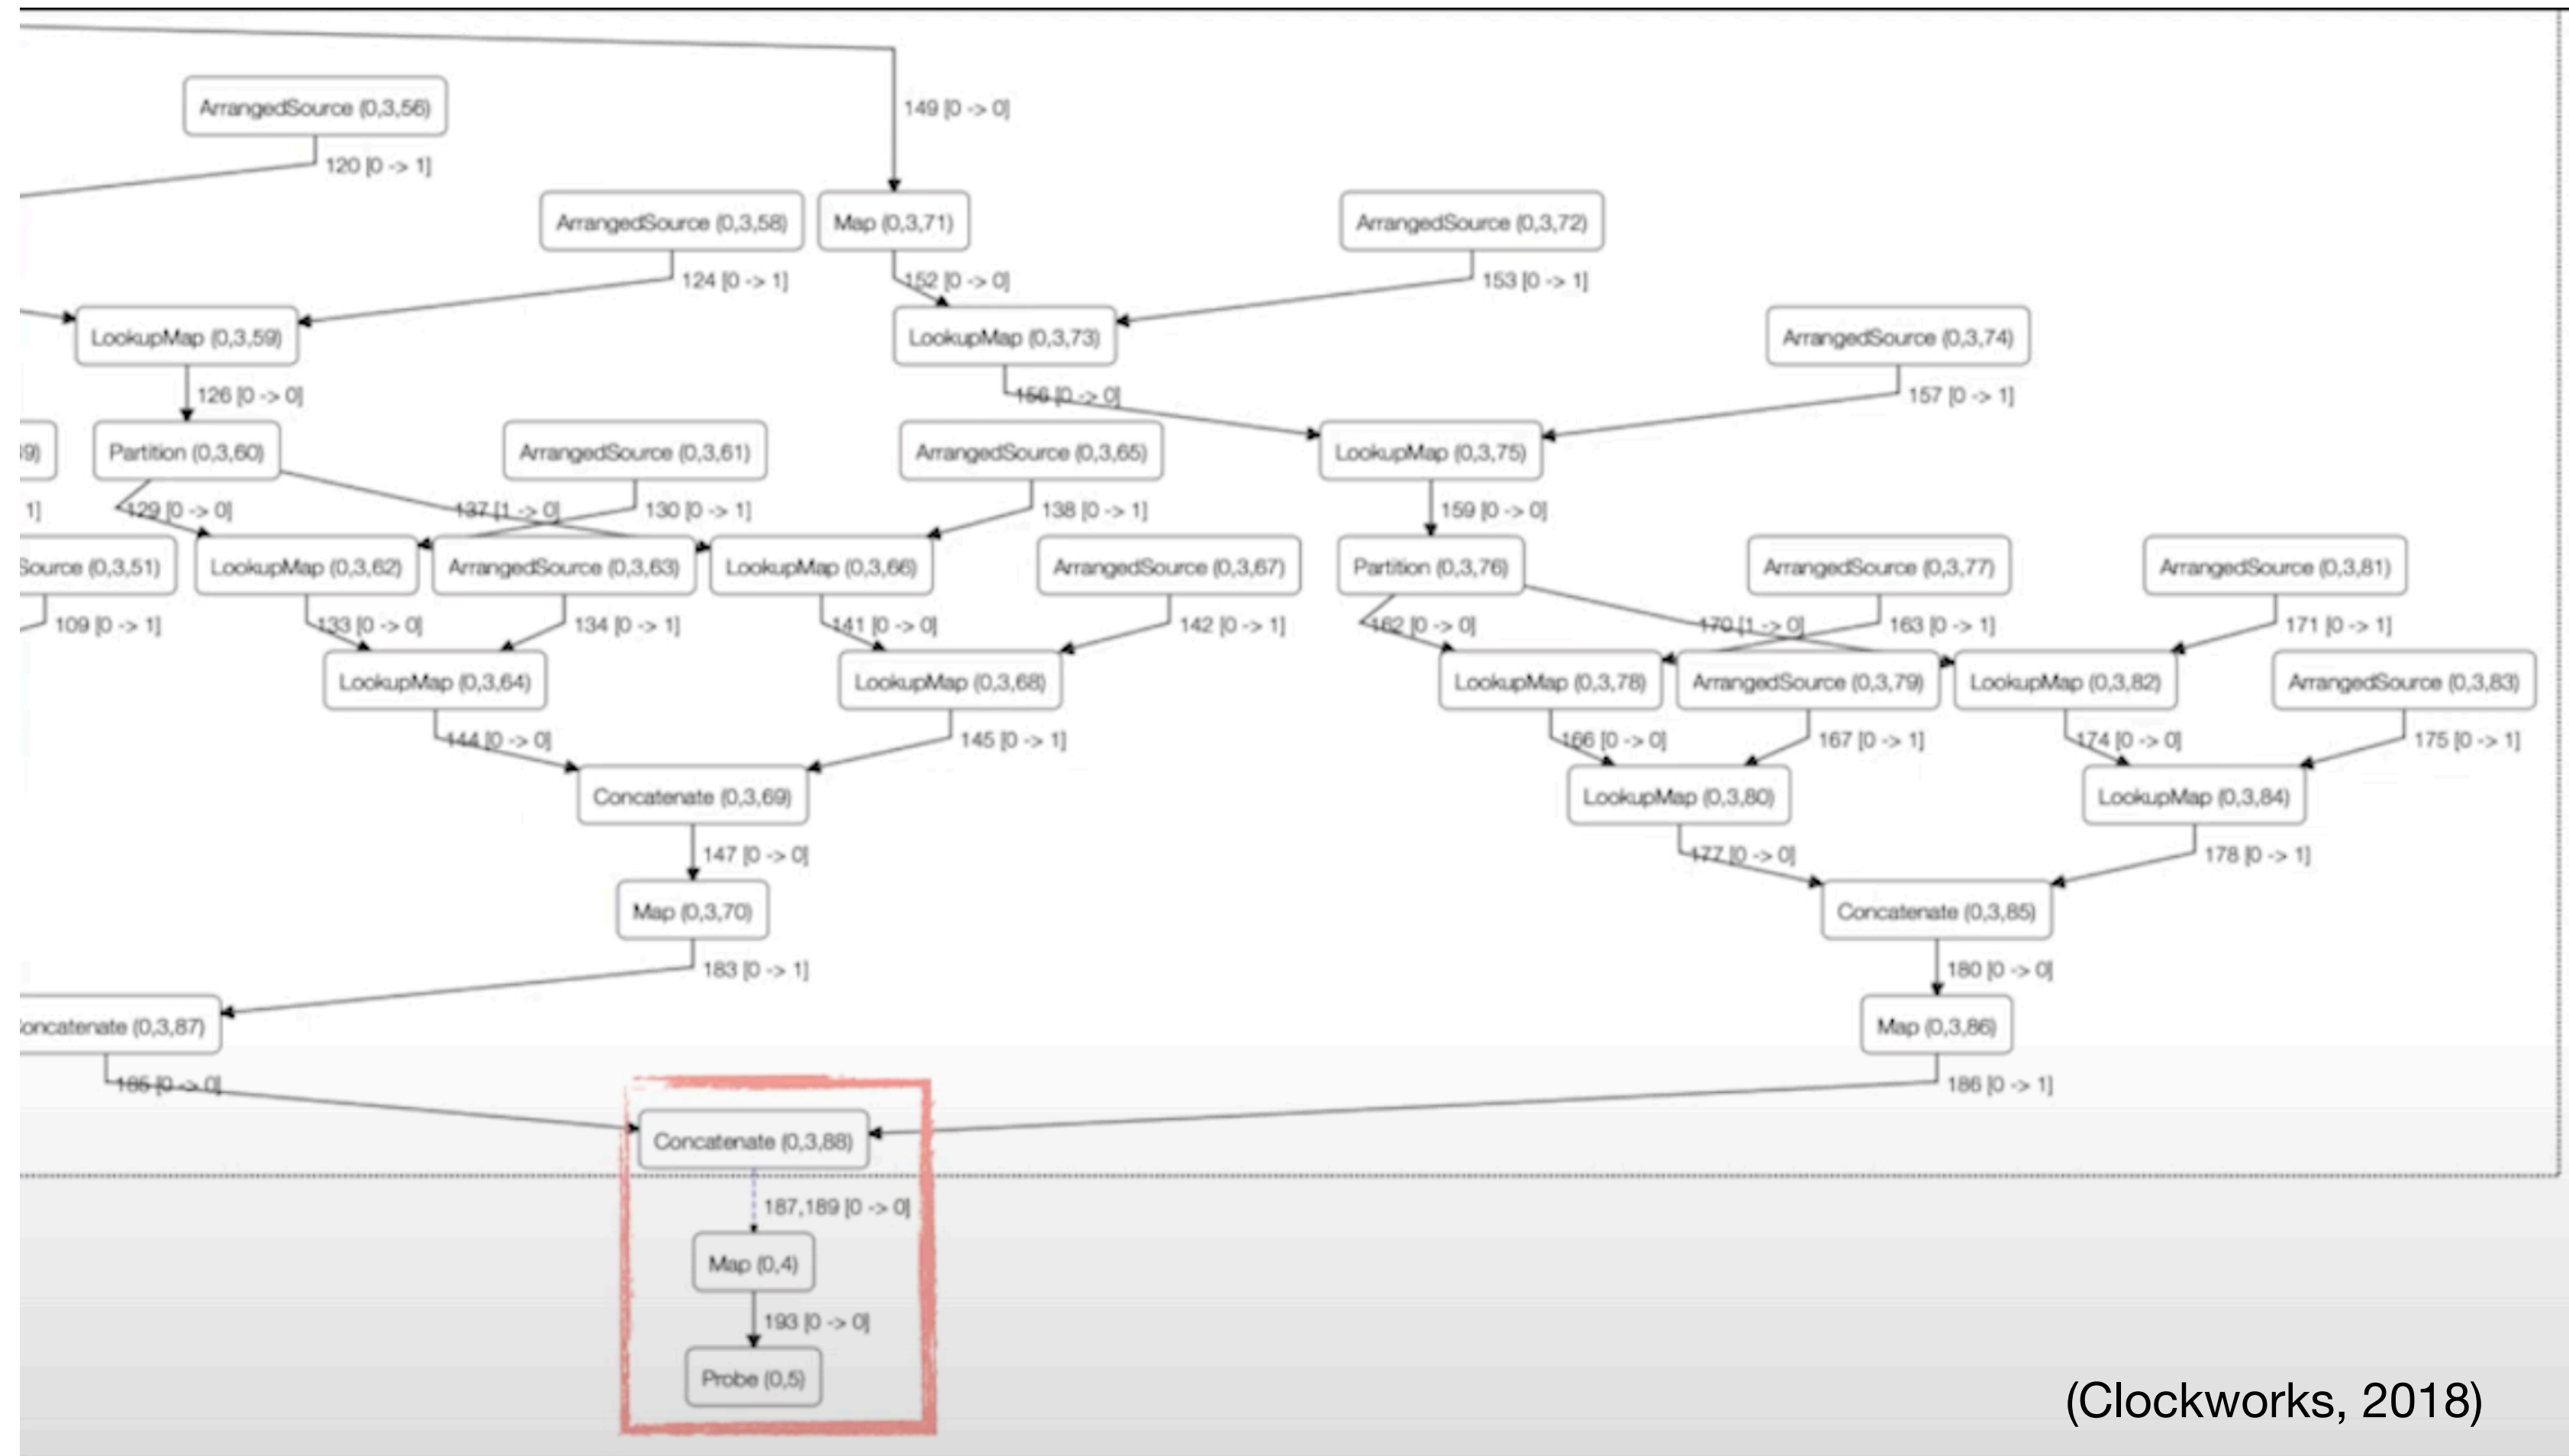 149 [0 -> 0]
ArrangedSource (0,3,56)
120 [0 -> 1]
ArrangedSource (0,3,58)
Map (0,3,71)
ArrangedSource (0,3,72)
124 [0 -> 1]
152 [0 -> 0]
153 [0 -> 1]
LookupMap (0,3,59)
LookupMap (0,3,73)
ArrangedSource (0,3,74)
126 [0 -> 0]
156 [0 -> 0]
157 [0 -> 1]
9)
Partition (0,3,60)
ArrangedSource (0,3,61)
ArrangedSource (0,3,65)
LookupMap (0,3,75)
1]
129 [0 -> 0]
137 [1 -> 0]
130 [0 -> 1]
138 [0 -> 1]
159 [0 -> 0]
Source (0,3,51)
LookupMap (0,3,62)
ArrangedSource (0,3,63)
LookupMap (0,3,66)
ArrangedSource (0,3,67)
Partition (0,3,76)
ArrangedSource (0,3,77)
ArrangedSource (0,3,81)
109 [0 -> 1]
133 [0 -> 0]
134 [0 -> 1]
141 [0 -> 0]
142 [0 -> 1]
162 [0 -> 0]
170 [1 -> 0]
163 [0 -> 1]
171 [0 -> 1]
LookupMap (0,3,64)
LookupMap (0,3,68)
LookupMap (0,3,78)
ArrangedSource (0,3,79)
LookupMap (0,3,82)
ArrangedSource (0,3,83)
144 [0 -> 0]
145 [0 -> 1]
166 [0 -> 0]
167 [0 -> 1]
174 [0 -> 0]
175 [0 -> 1]
Concatenate (0,3,69)
LookupMap (0,3,80)
LookupMap (0,3,84)
147 [0 -> 0]
177 [0 -> 0]
178 [0 -> 1]
Map (0,3,70)
Concatenate (0,3,85)
183 [0 -> 1]
180 [0 -> 0]
oncatenate (0,3,87)
Map (0,3,86)
185 [0 -> 0]
186 [0 -> 1]
Concatenate (0,3,88)
187,189 [0 -> 0]
Map (0,4)
193 [0 -> 0]
Probe (0,5)
(Clockworks, 2018)